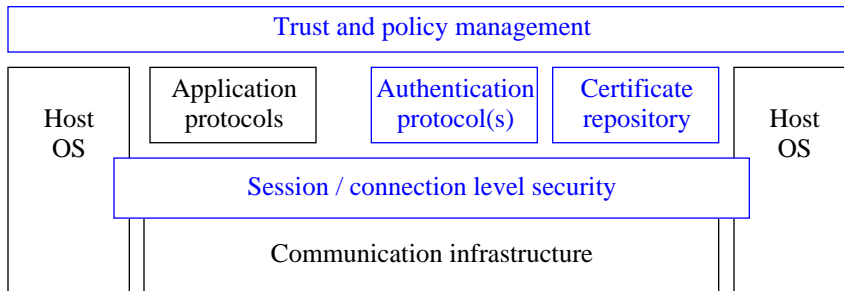 Trust and policy management
Host
OS
Application
protocols
Authentication
protocol(s)
Certificate
repository
Host
OS
Session / connection level security
Communication infrastructure